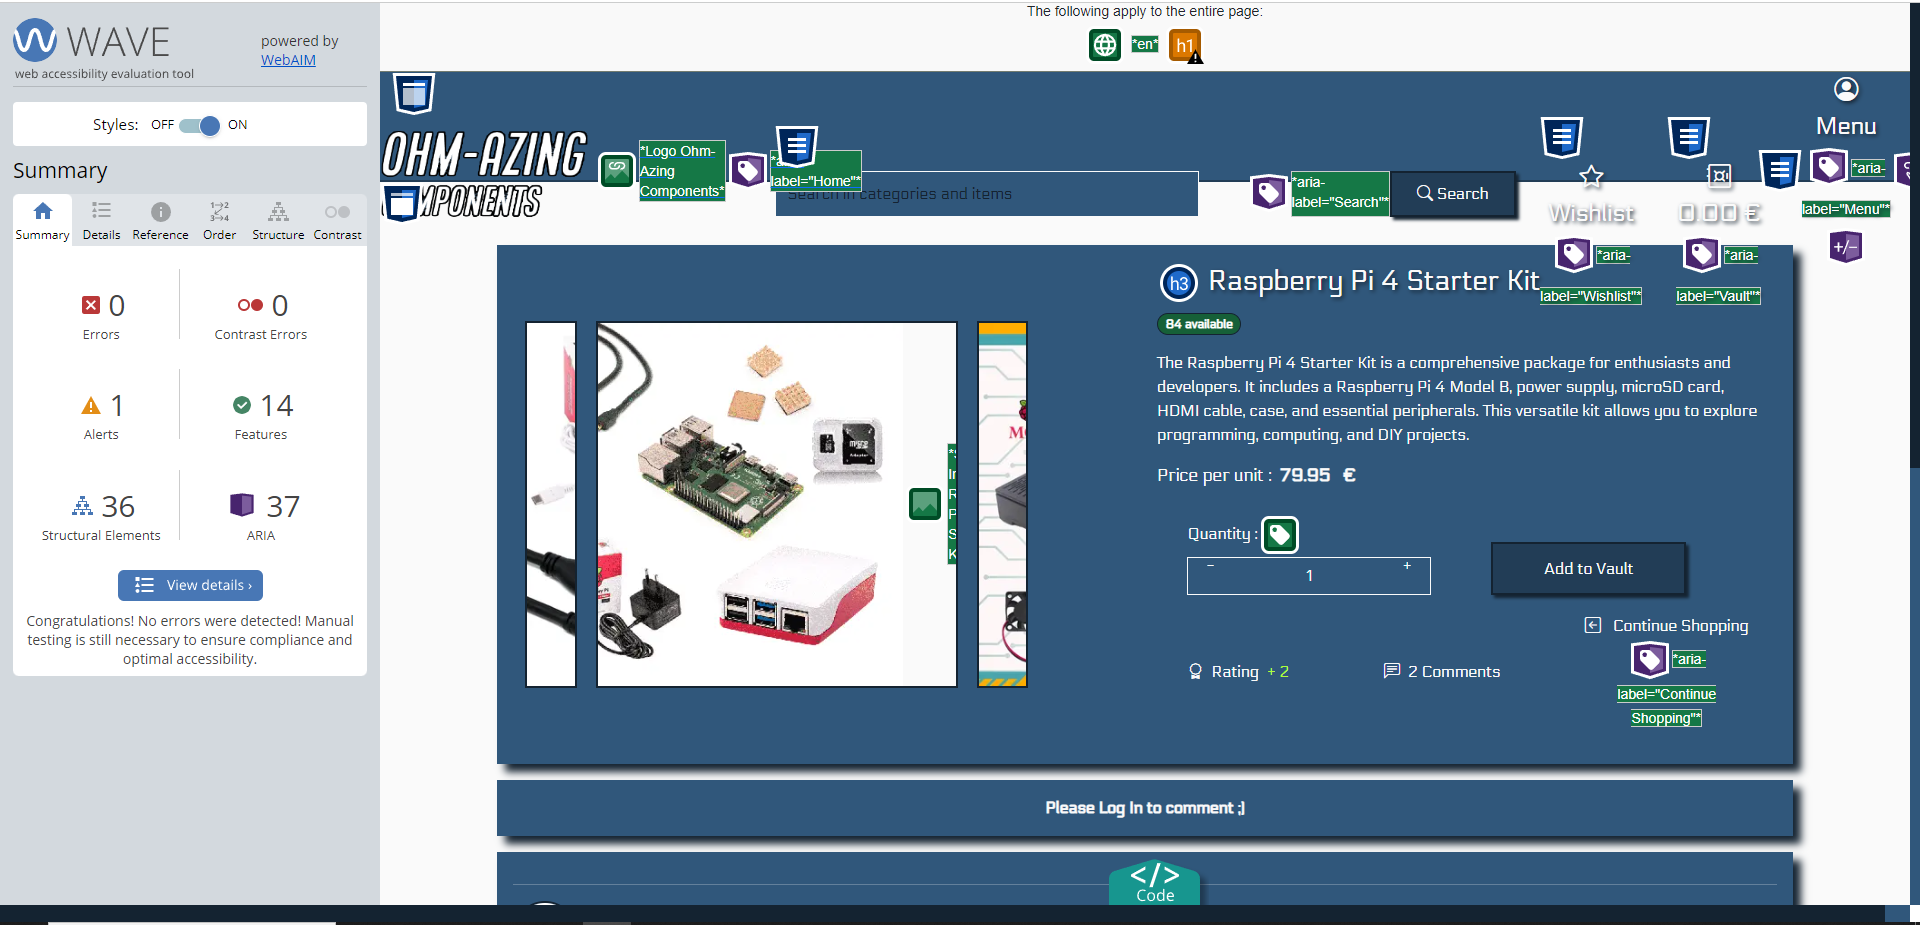 WAVE
web accessibility evaluation tool
powered by
WebAIM
Styles: OFF ON
Summary
Summary Details Reference Order Structure Contrast
0
Errors
0
Contrast Errors
1
Alerts
14
Features
36
Structural Elements
37
ARIA
View details ›
Congratulations! No errors were detected! Manual
testing is still necessary to ensure compliance and
optimal accessibility.
The following apply to the entire page:
*en* h1
OHM-AZING
*Logo Ohm-
Azing
Components*
label="Home"*
Search in categories and items
*aria-
label="Search"*
Search
Wishlist
*aria-
label="Wishlist"*
0.00 €
*aria-
label="Vault"*
Menu
*aria-
label="Menu"*
+/-
h3 Raspberry Pi 4 Starter Kit
84 available
The Raspberry Pi 4 Starter Kit is a comprehensive package for enthusiasts and
developers. It includes a Raspberry Pi 4 Model B, power supply, microSD card,
HDMI cable, case, and essential peripherals. This versatile kit allows you to explore
programming, computing, and DIY projects.
Price per unit : 79.95 €
Quantity :
− 1 +
Add to Vault
Continue Shopping
*aria-
label="Continue
Shopping"*
Rating + 2
2 Comments
Please Log In to comment ;)
</>
Code